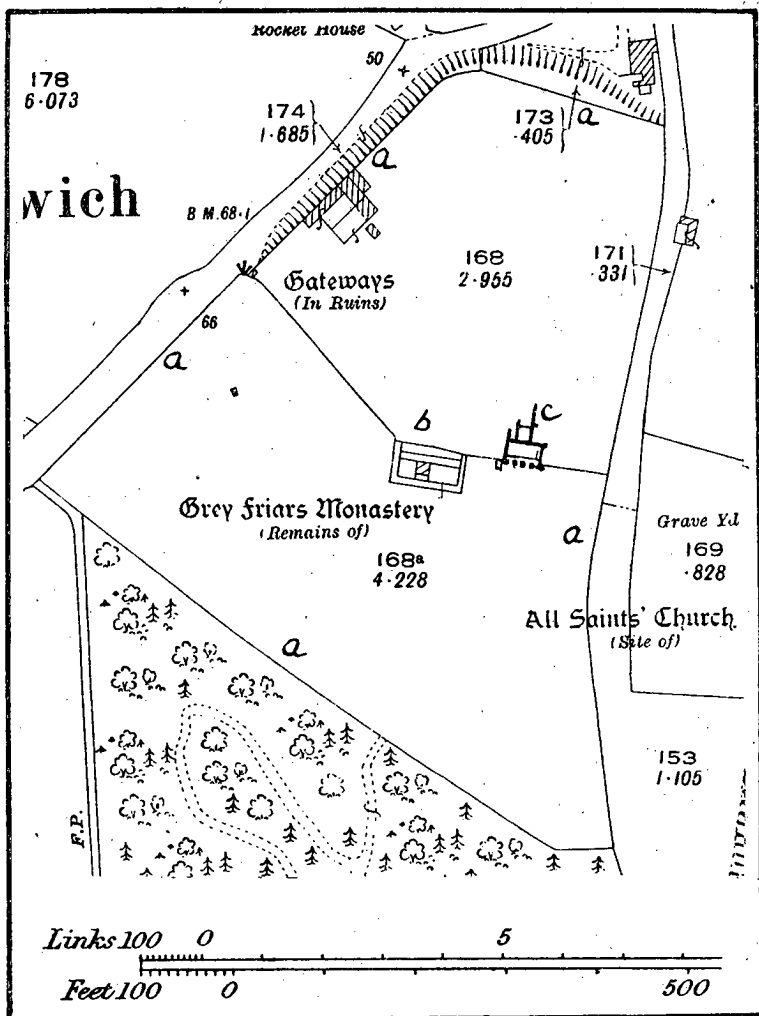 Rocket House
50
178
6·073
174
1·685
173
·405
a
a
wich
B M. 68·1
168
2·955
171
·331
Gateways
(In Ruins)
66
a
b
c
Grey Friars Monastery
(Remains of)
a
Grave Yd
168a
4·228
169
·828
All Saints' Church
(Site of)
a
153
1·105
F.P.
Links 100 0 5
Feet 100 0 500